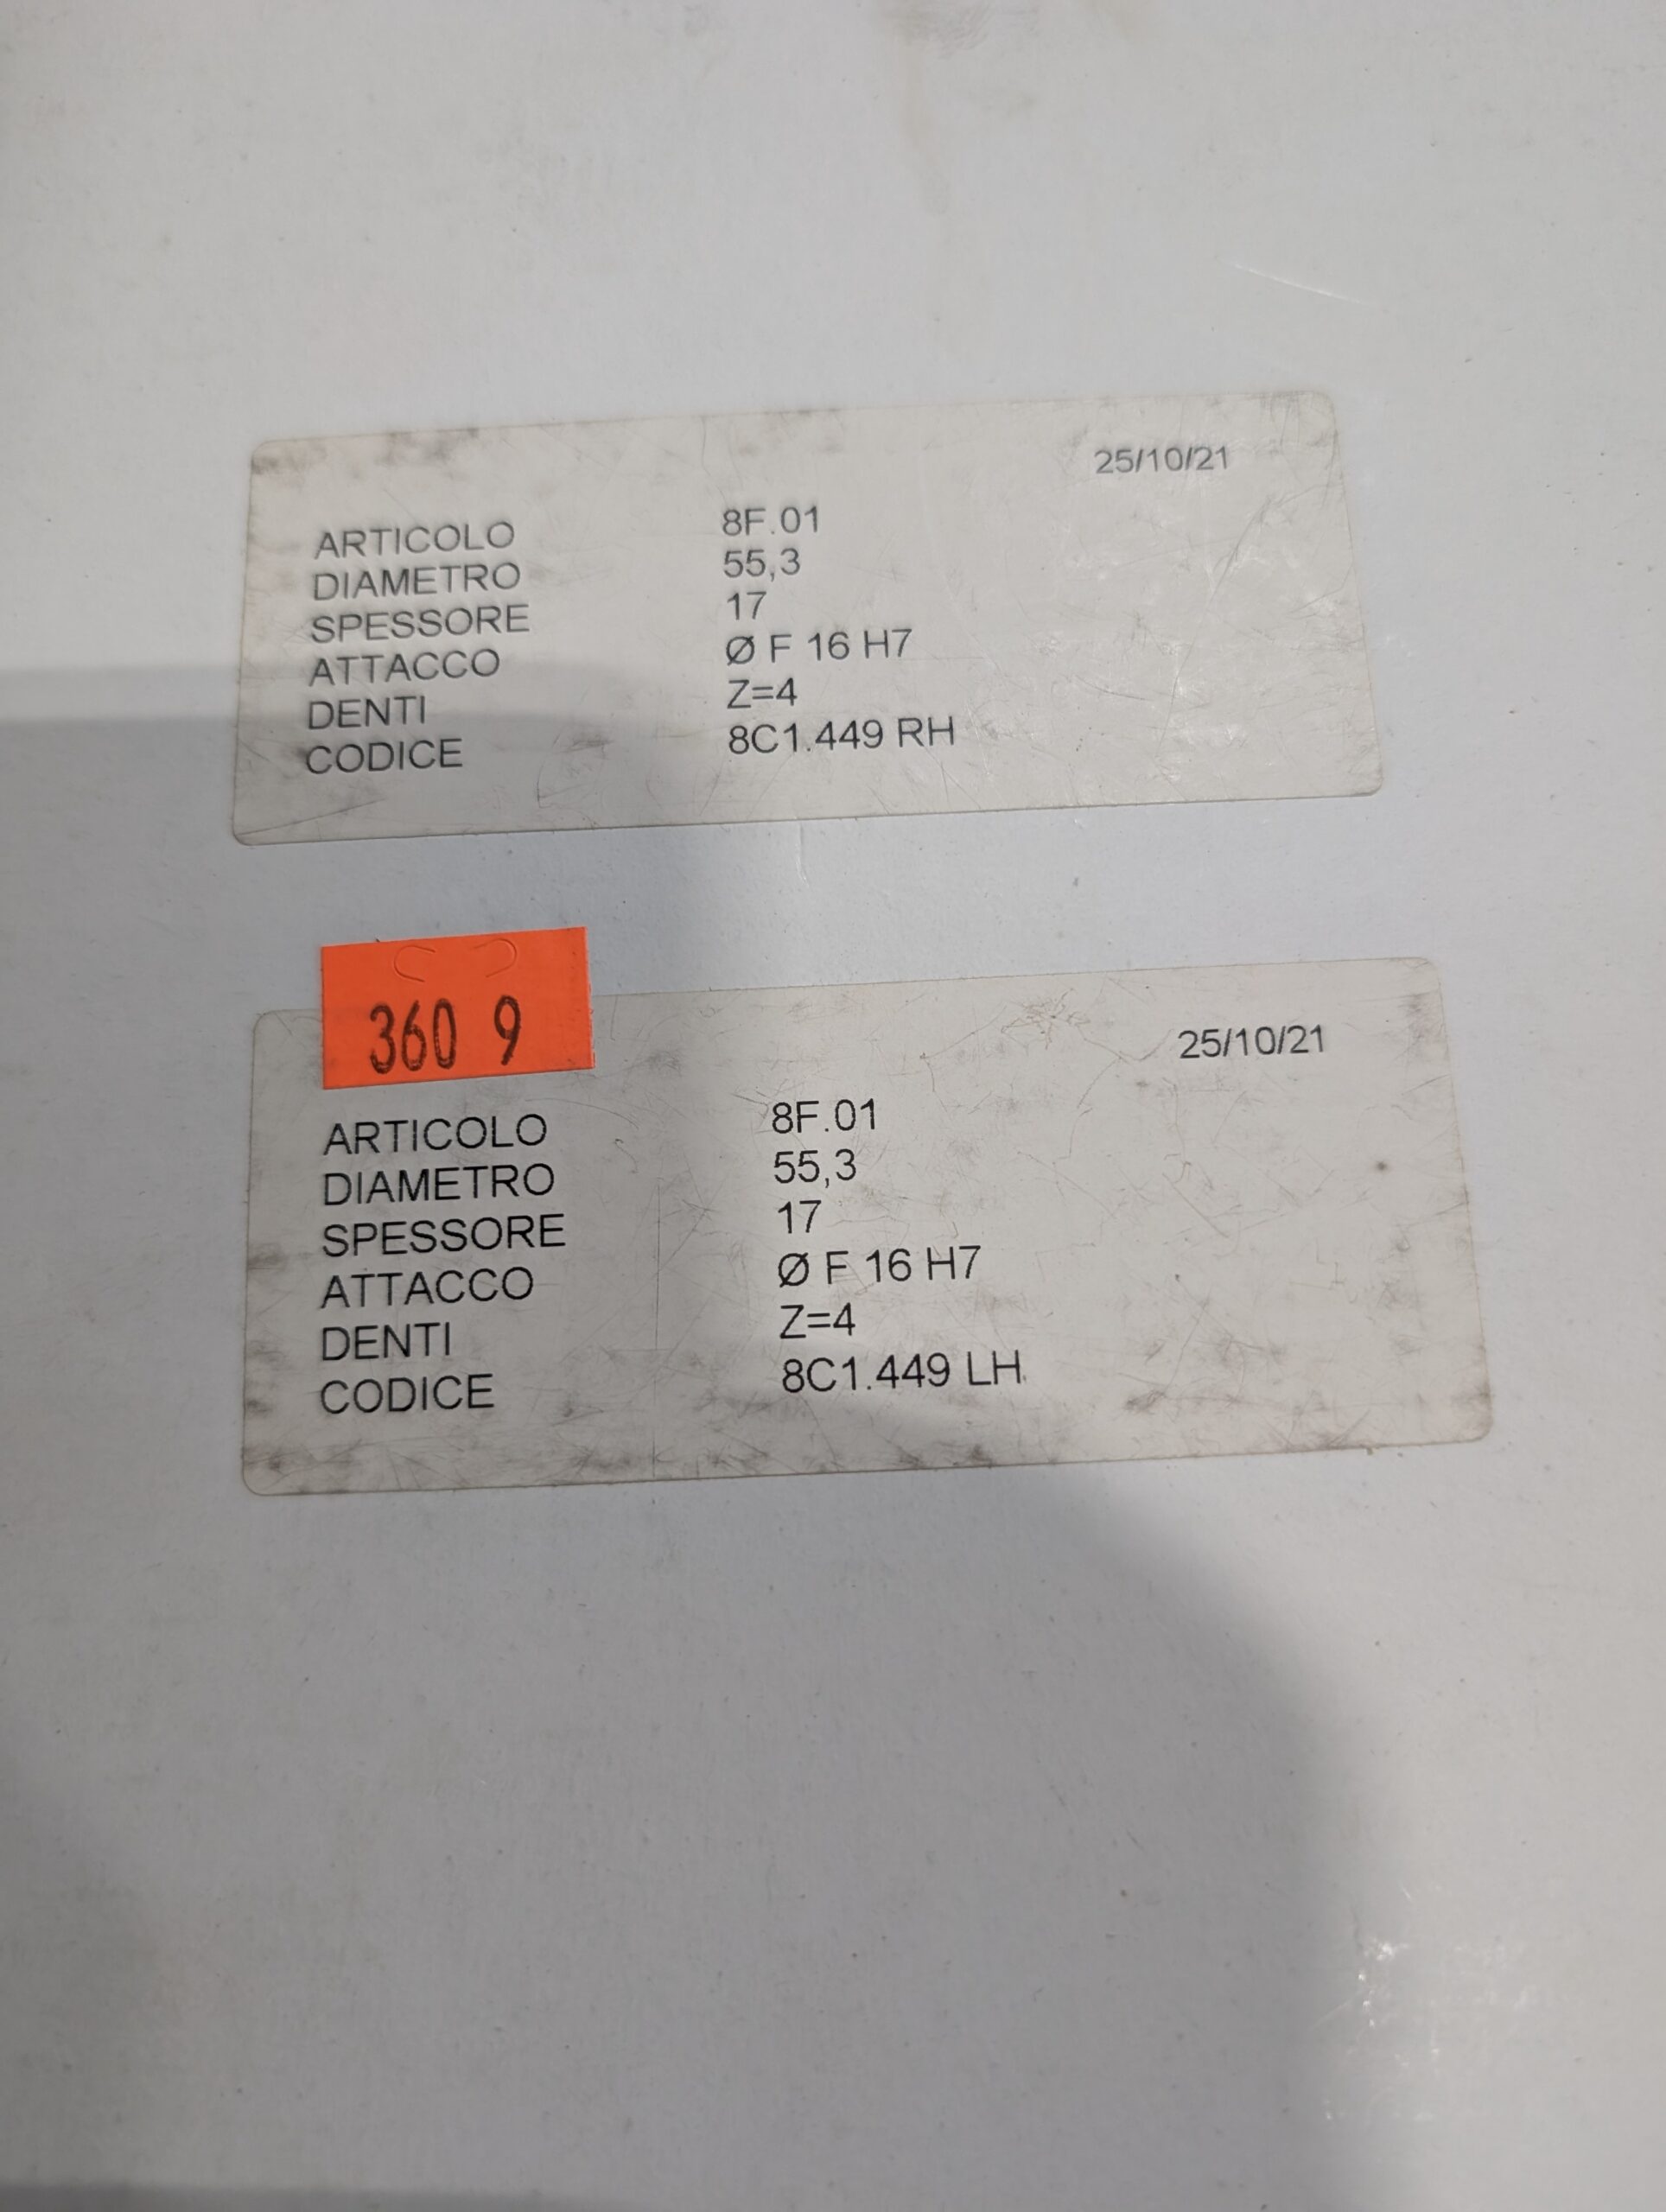 25/10/21
ARTICOLO 8F.01
DIAMETRO 55,3
SPESSORE 17
ATTACCO Ø F 16 H7
DENTI Z=4
CODICE 8C1.449 RH
360 9
25/10/21
ARTICOLO 8F.01
DIAMETRO 55,3
SPESSORE 17
ATTACCO Ø F 16 H7
DENTI Z=4
CODICE 8C1.449 LH